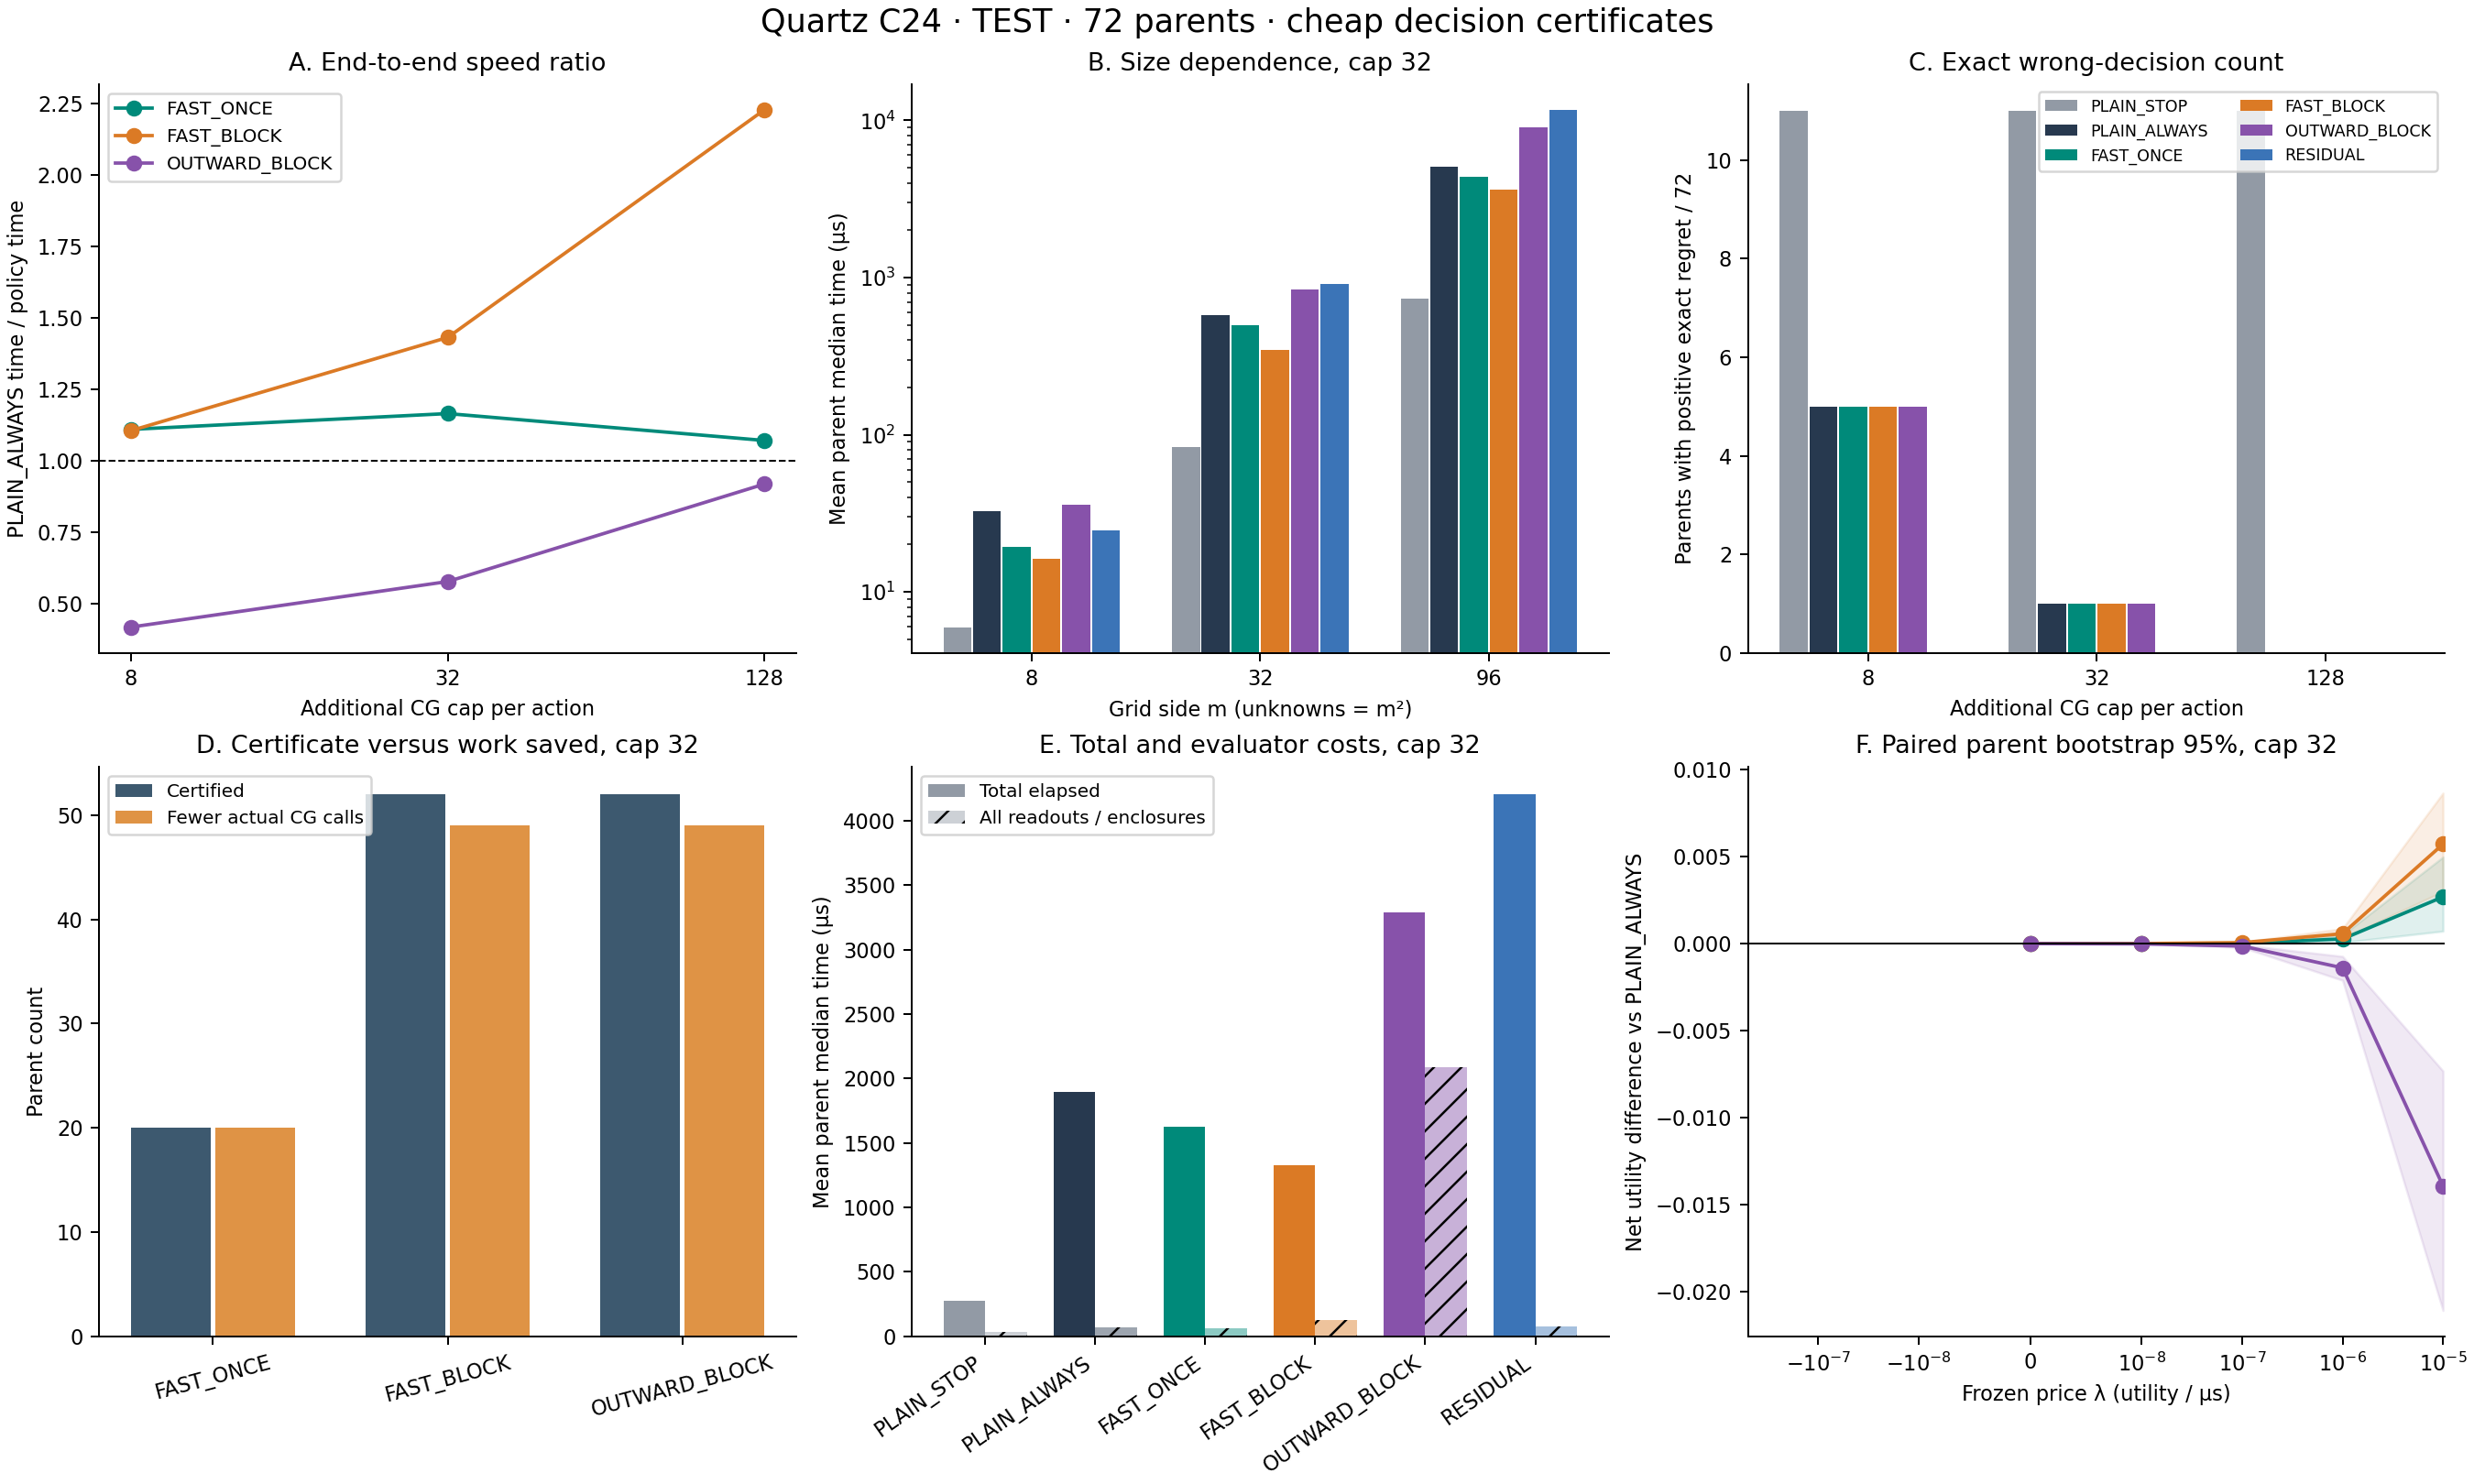 Quartz C24 · TEST · 72 parents · cheap decision certificates
A. End-to-end speed ratio
PLAIN_ALWAYS time / policy time
2.25
2.00
1.75
1.50
1.25
1.00
0.75
0.50
FAST_ONCE
FAST_BLOCK
OUTWARD_BLOCK
8
32
128
Additional CG cap per action
B. Size dependence, cap 32
Mean parent median time (µs)
10⁴
10³
10²
10¹
8
32
96
Grid side m (unknowns = m²)
C. Exact wrong-decision count
Parents with positive exact regret / 72
10
8
6
4
2
0
PLAIN_STOP
PLAIN_ALWAYS
FAST_ONCE
FAST_BLOCK
OUTWARD_BLOCK
RESIDUAL
8
32
128
Additional CG cap per action
D. Certificate versus work saved, cap 32
Parent count
50
40
30
20
10
0
Certified
Fewer actual CG calls
FAST_ONCE
FAST_BLOCK
OUTWARD_BLOCK
E. Total and evaluator costs, cap 32
Mean parent median time (µs)
4000
3500
3000
2500
2000
1500
1000
500
0
Total elapsed
All readouts / enclosures
PLAIN_STOP
PLAIN_ALWAYS
FAST_ONCE
FAST_BLOCK
OUTWARD_BLOCK
RESIDUAL
F. Paired parent bootstrap 95%, cap 32
Net utility difference vs PLAIN_ALWAYS
0.010
0.005
0.000
−0.005
−0.010
−0.015
−0.020
−10⁻⁷
−10⁻⁸
0
10⁻⁸
10⁻⁷
10⁻⁶
10⁻⁵
Frozen price λ (utility / µs)